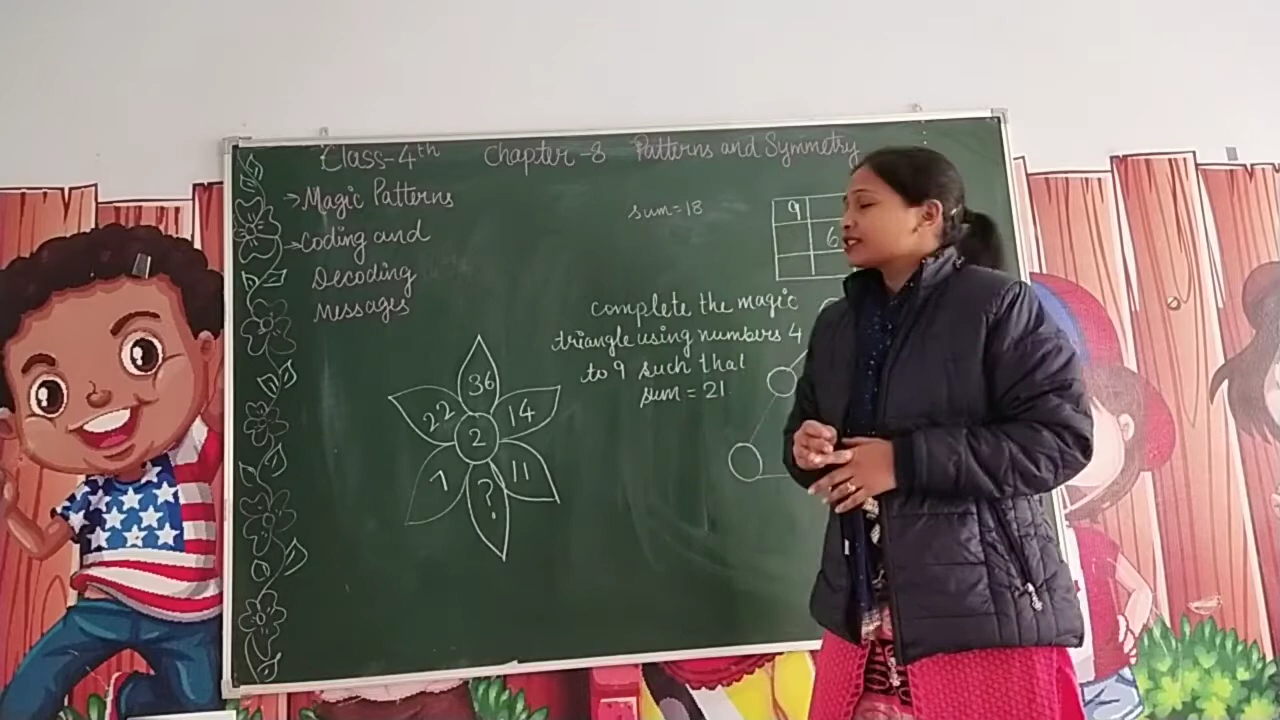 Class-4th Chapter-8 Patterns and Symmetry
→Magic Patterns
→Coding and
Decoding
Messages
sum=18
9
6
complete the magic
triangle using numbers 4
to 9 such that
sum = 21.
36
22
14
2
7
11
?